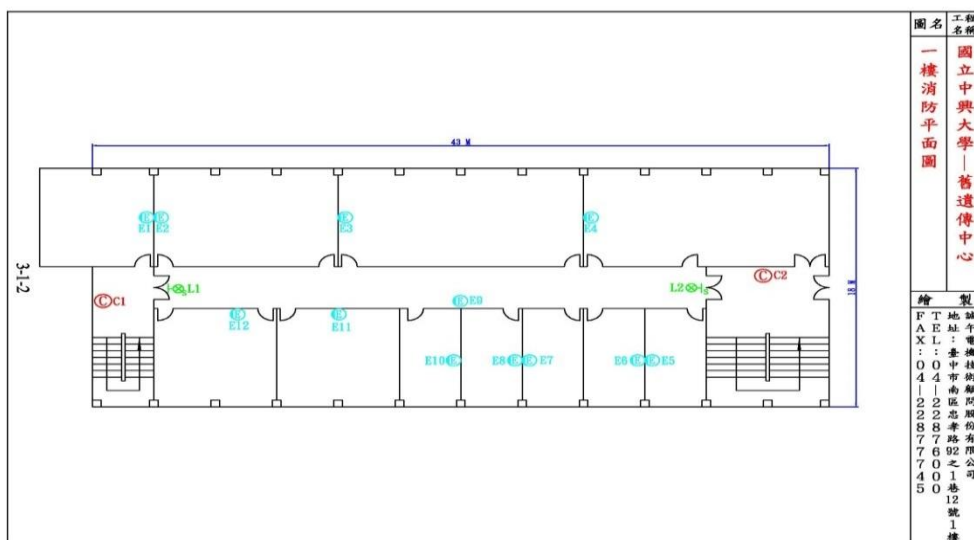 圖名
工程名稱
一樓消防平面圖
國立中興大學—舊遺傳中心
繪製
誠年電機技術顧問股份有限公司
地址：臺中市南區忠孝路92之1巷12號1樓
TEL：04—22876000
FAX：04—22877745
3-1-2
43 M
18 M
E E
E1 E2
E
E3
E
E4
C C1
S L1
L2 S
C C2
E
E12
E
E11
E E9
E10 E
E8 E E E7
E6 E E E5